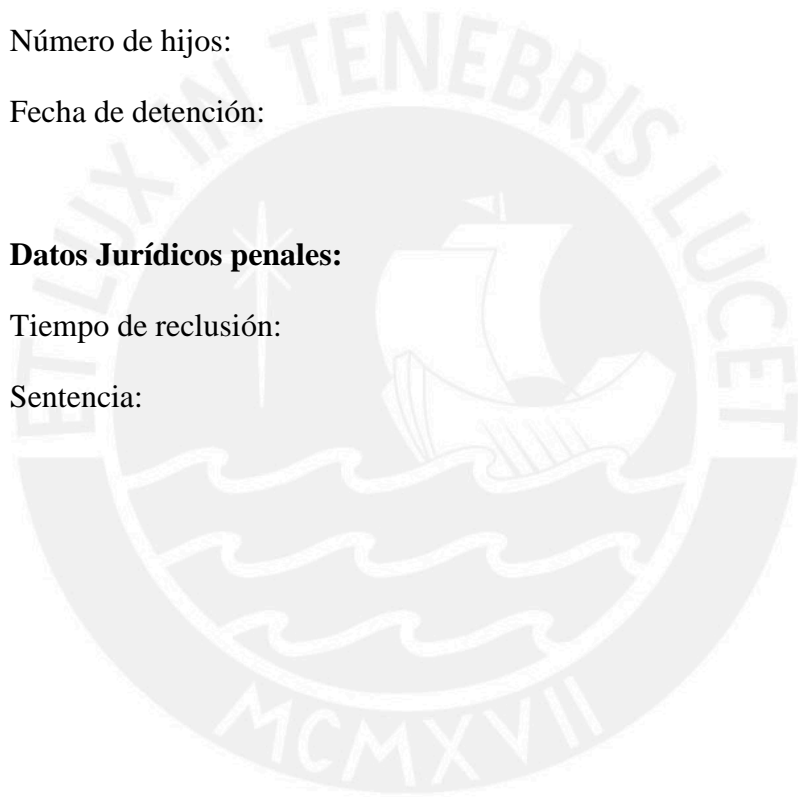 Número de hijos:
Fecha de detención:
Datos Jurídicos penales:
Tiempo de reclusión:
Sentencia:
ET LUX IN TENEBRIS LUCET
MCMXVII